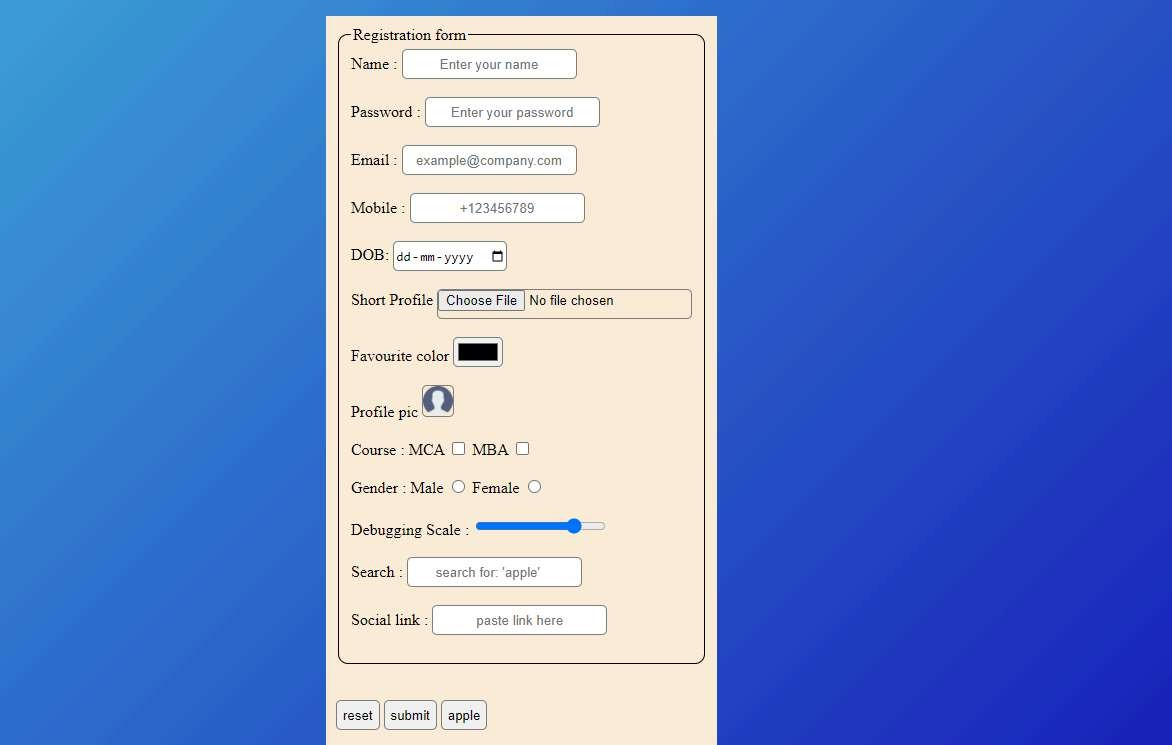 Registration form
Name : Enter your name
Password : Enter your password
Email : example@company.com
Mobile : +123456789
DOB: dd-mm-yyyy
Short Profile Choose File No file chosen
Favourite color
Profile pic
Course : MCA MBA
Gender : Male Female
Debugging Scale :
Search : search for: 'apple'
Social link : paste link here
reset submit apple